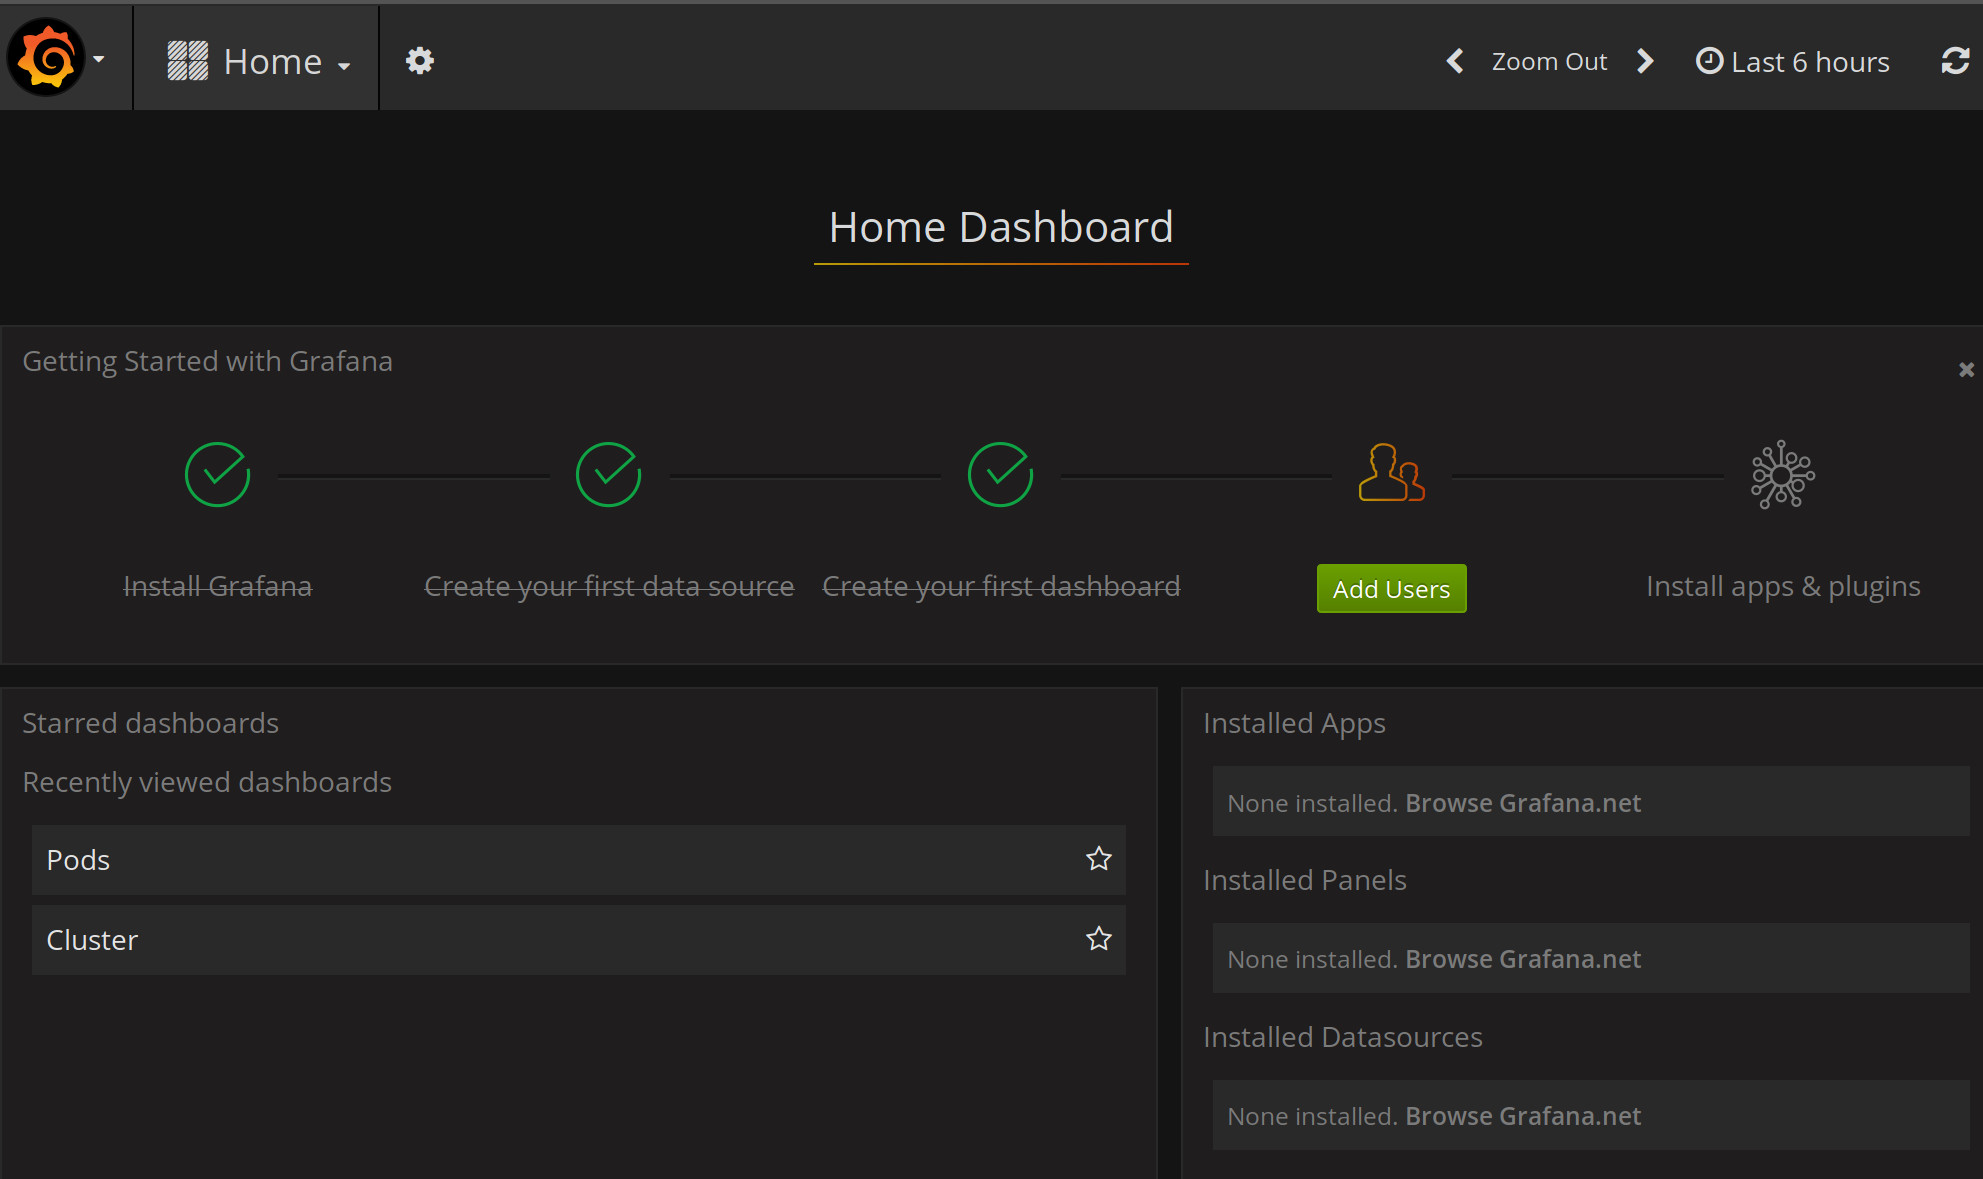 Home
Zoom Out
Last 6 hours
Home Dashboard
Getting Started with Grafana
Install Grafana
Create your first data source
Create your first dashboard
Add Users
Install apps & plugins
Starred dashboards
Recently viewed dashboards
Pods
Cluster
Installed Apps
None installed. Browse Grafana.net
Installed Panels
None installed. Browse Grafana.net
Installed Datasources
None installed. Browse Grafana.net